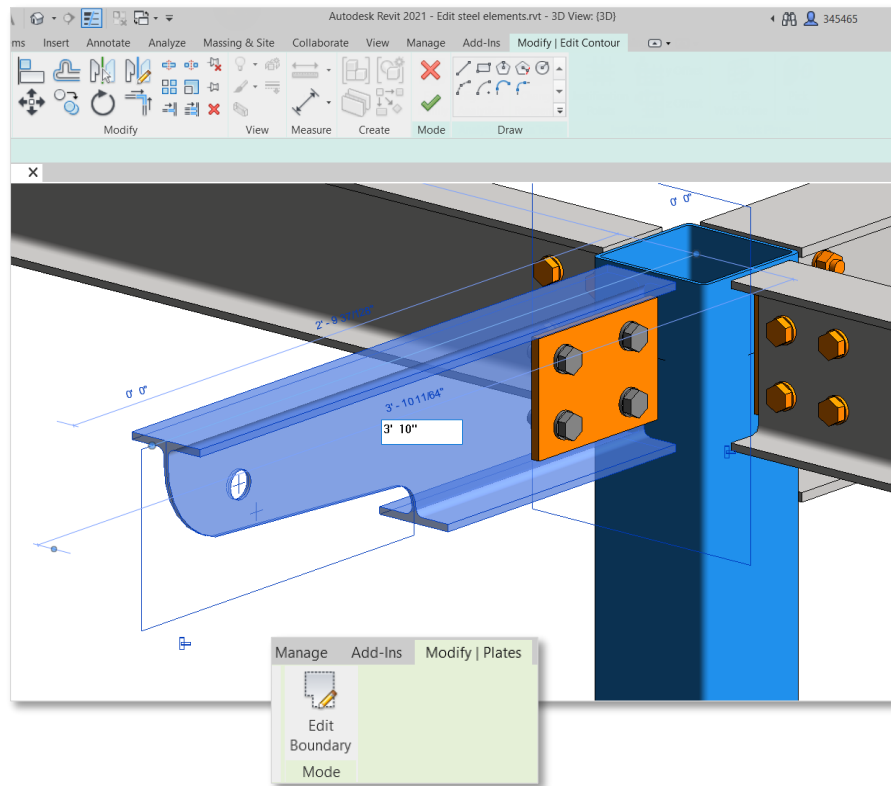 Autodesk Revit 2021 - Edit steel elements.rvt - 3D View: {3D}
345465
ms Insert Annotate Analyze Massing & Site Collaborate View Manage Add-Ins Modify | Edit Contour
Modify View Measure Create Mode Draw
X
0' 0"
0' 0"
3' - 10 11/64"
3' 10"
Manage Add-Ins Modify | Plates
Edit
Boundary
Mode